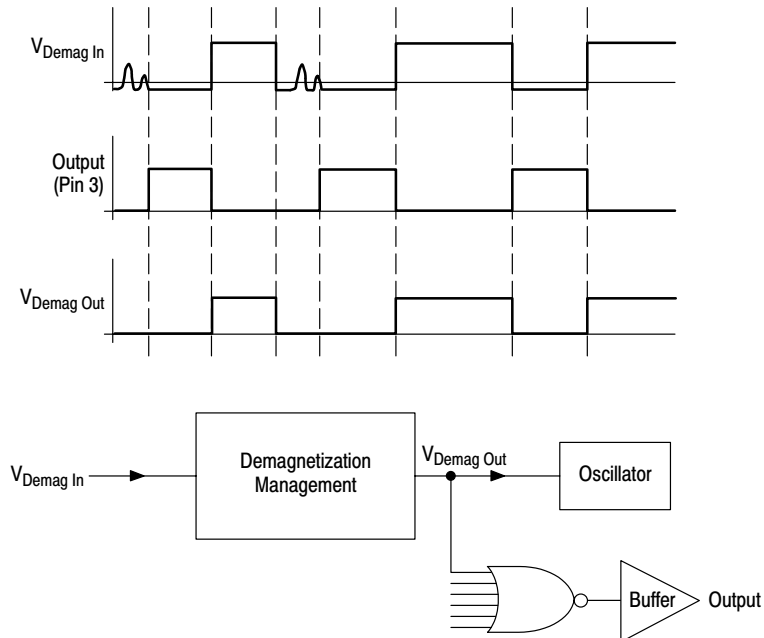 VDemag In
Output
(Pin 3)
VDemag Out
VDemag In
Demagnetization
Management
VDemag Out
Oscillator
Buffer
Output